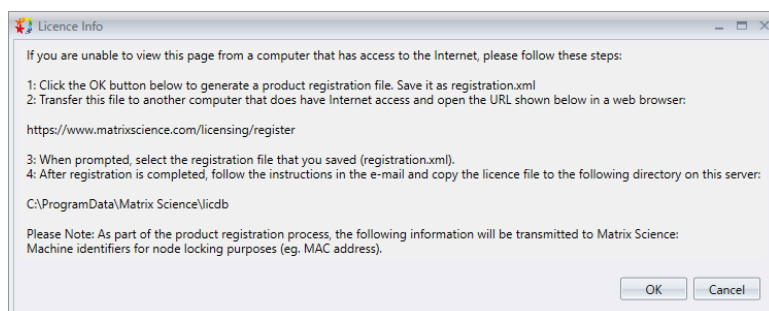 Licence Info
If you are unable to view this page from a computer that has access to the Internet, please follow these steps:
1: Click the OK button below to generate a product registration file. Save it as registration.xml
2: Transfer this file to another computer that does have Internet access and open the URL shown below in a web browser:
https://www.matrixscience.com/licensing/register
3: When prompted, select the registration file that you saved (registration.xml).
4: After registration is completed, follow the instructions in the e-mail and copy the licence file to the following directory on this server:
C:\ProgramData\Matrix Science\licdb
Please Note: As part of the product registration process, the following information will be transmitted to Matrix Science:
Machine identifiers for node locking purposes (eg. MAC address).
OK
Cancel